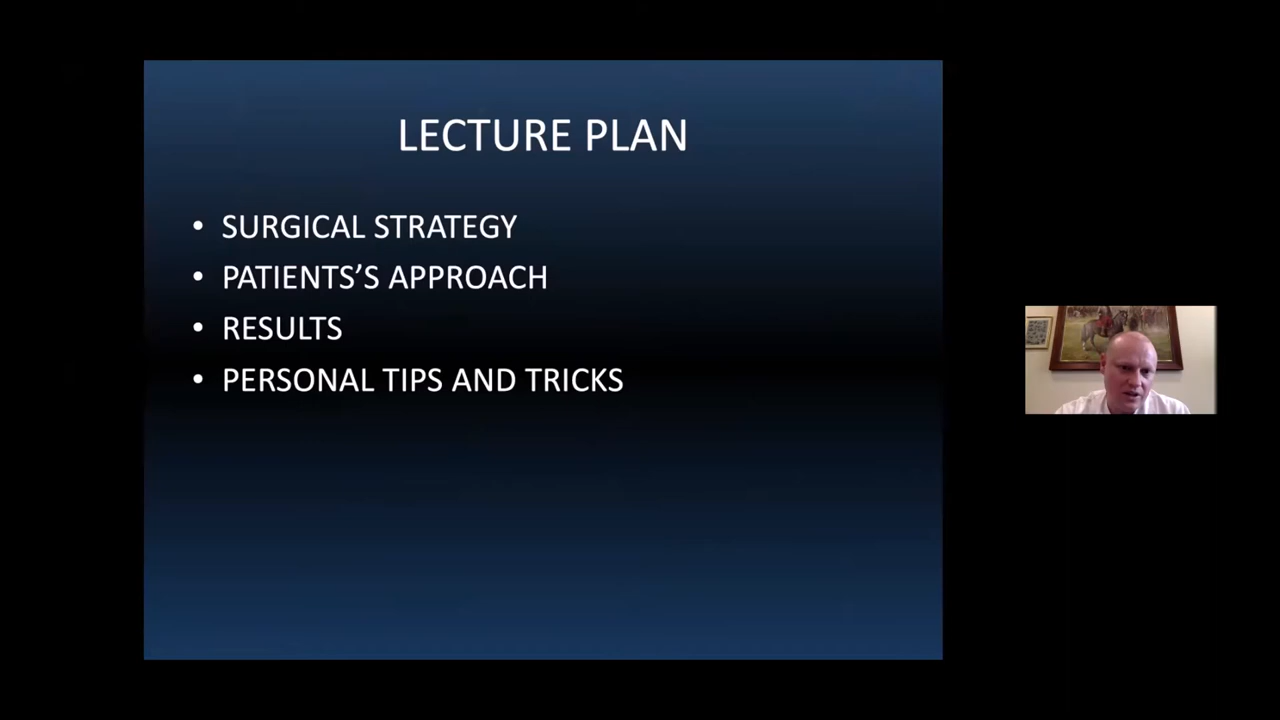 LECTURE PLAN
• SURGICAL STRATEGY
• PATIENTS’S APPROACH
• RESULTS
• PERSONAL TIPS AND TRICKS